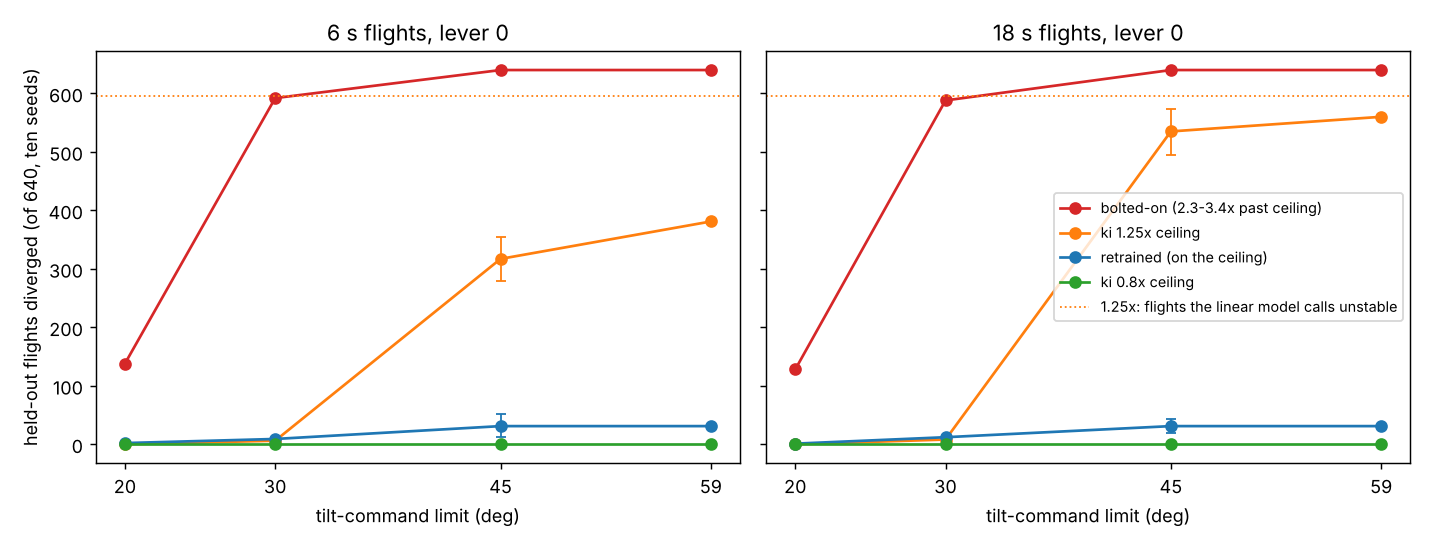 6 s flights, lever 0
held-out flights diverged (of 640, ten seeds)
600
500
400
300
200
100
0
20
30
45
59
tilt-command limit (deg)
18 s flights, lever 0
bolted-on (2.3-3.4x past ceiling)
ki 1.25x ceiling
retrained (on the ceiling)
ki 0.8x ceiling
1.25x: flights the linear model calls unstable
20
30
45
59
tilt-command limit (deg)